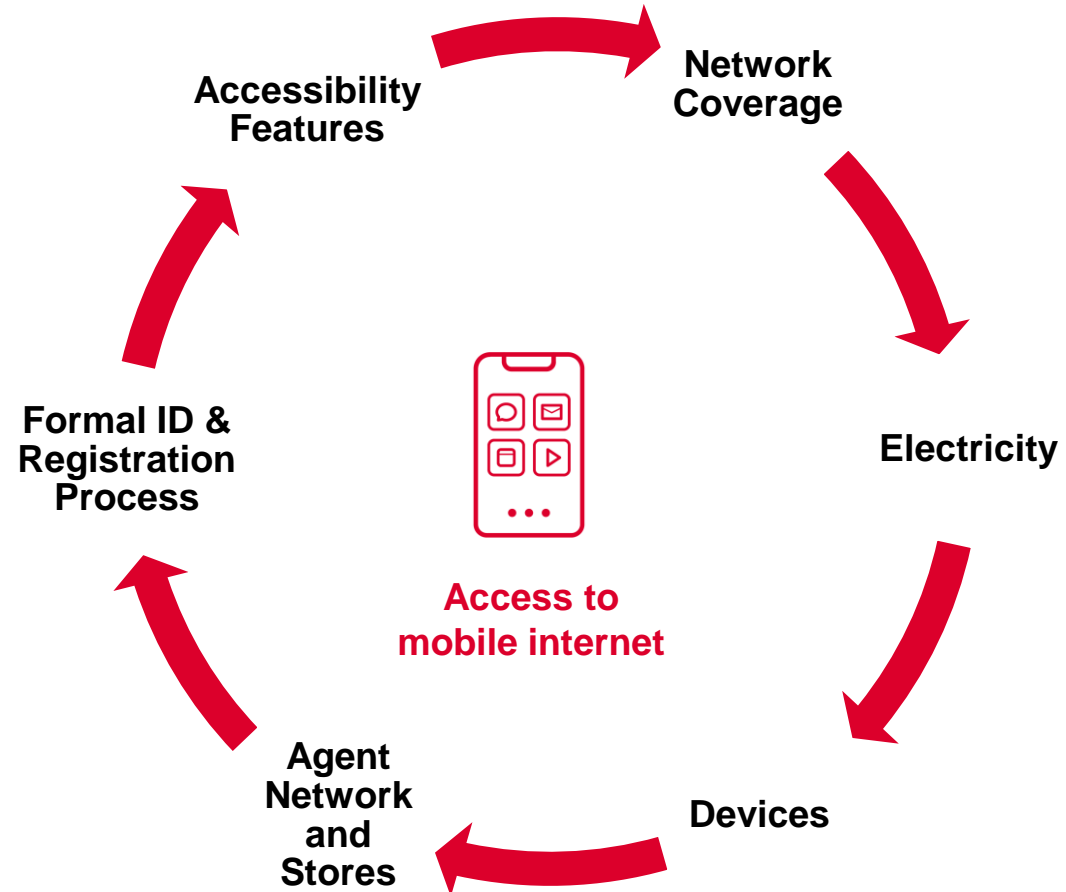 Network
Coverage
Electricity
Devices
Agent
Network
and
Stores
Formal ID &
Registration
Process
Accessibility
Features
Access to
mobile internet